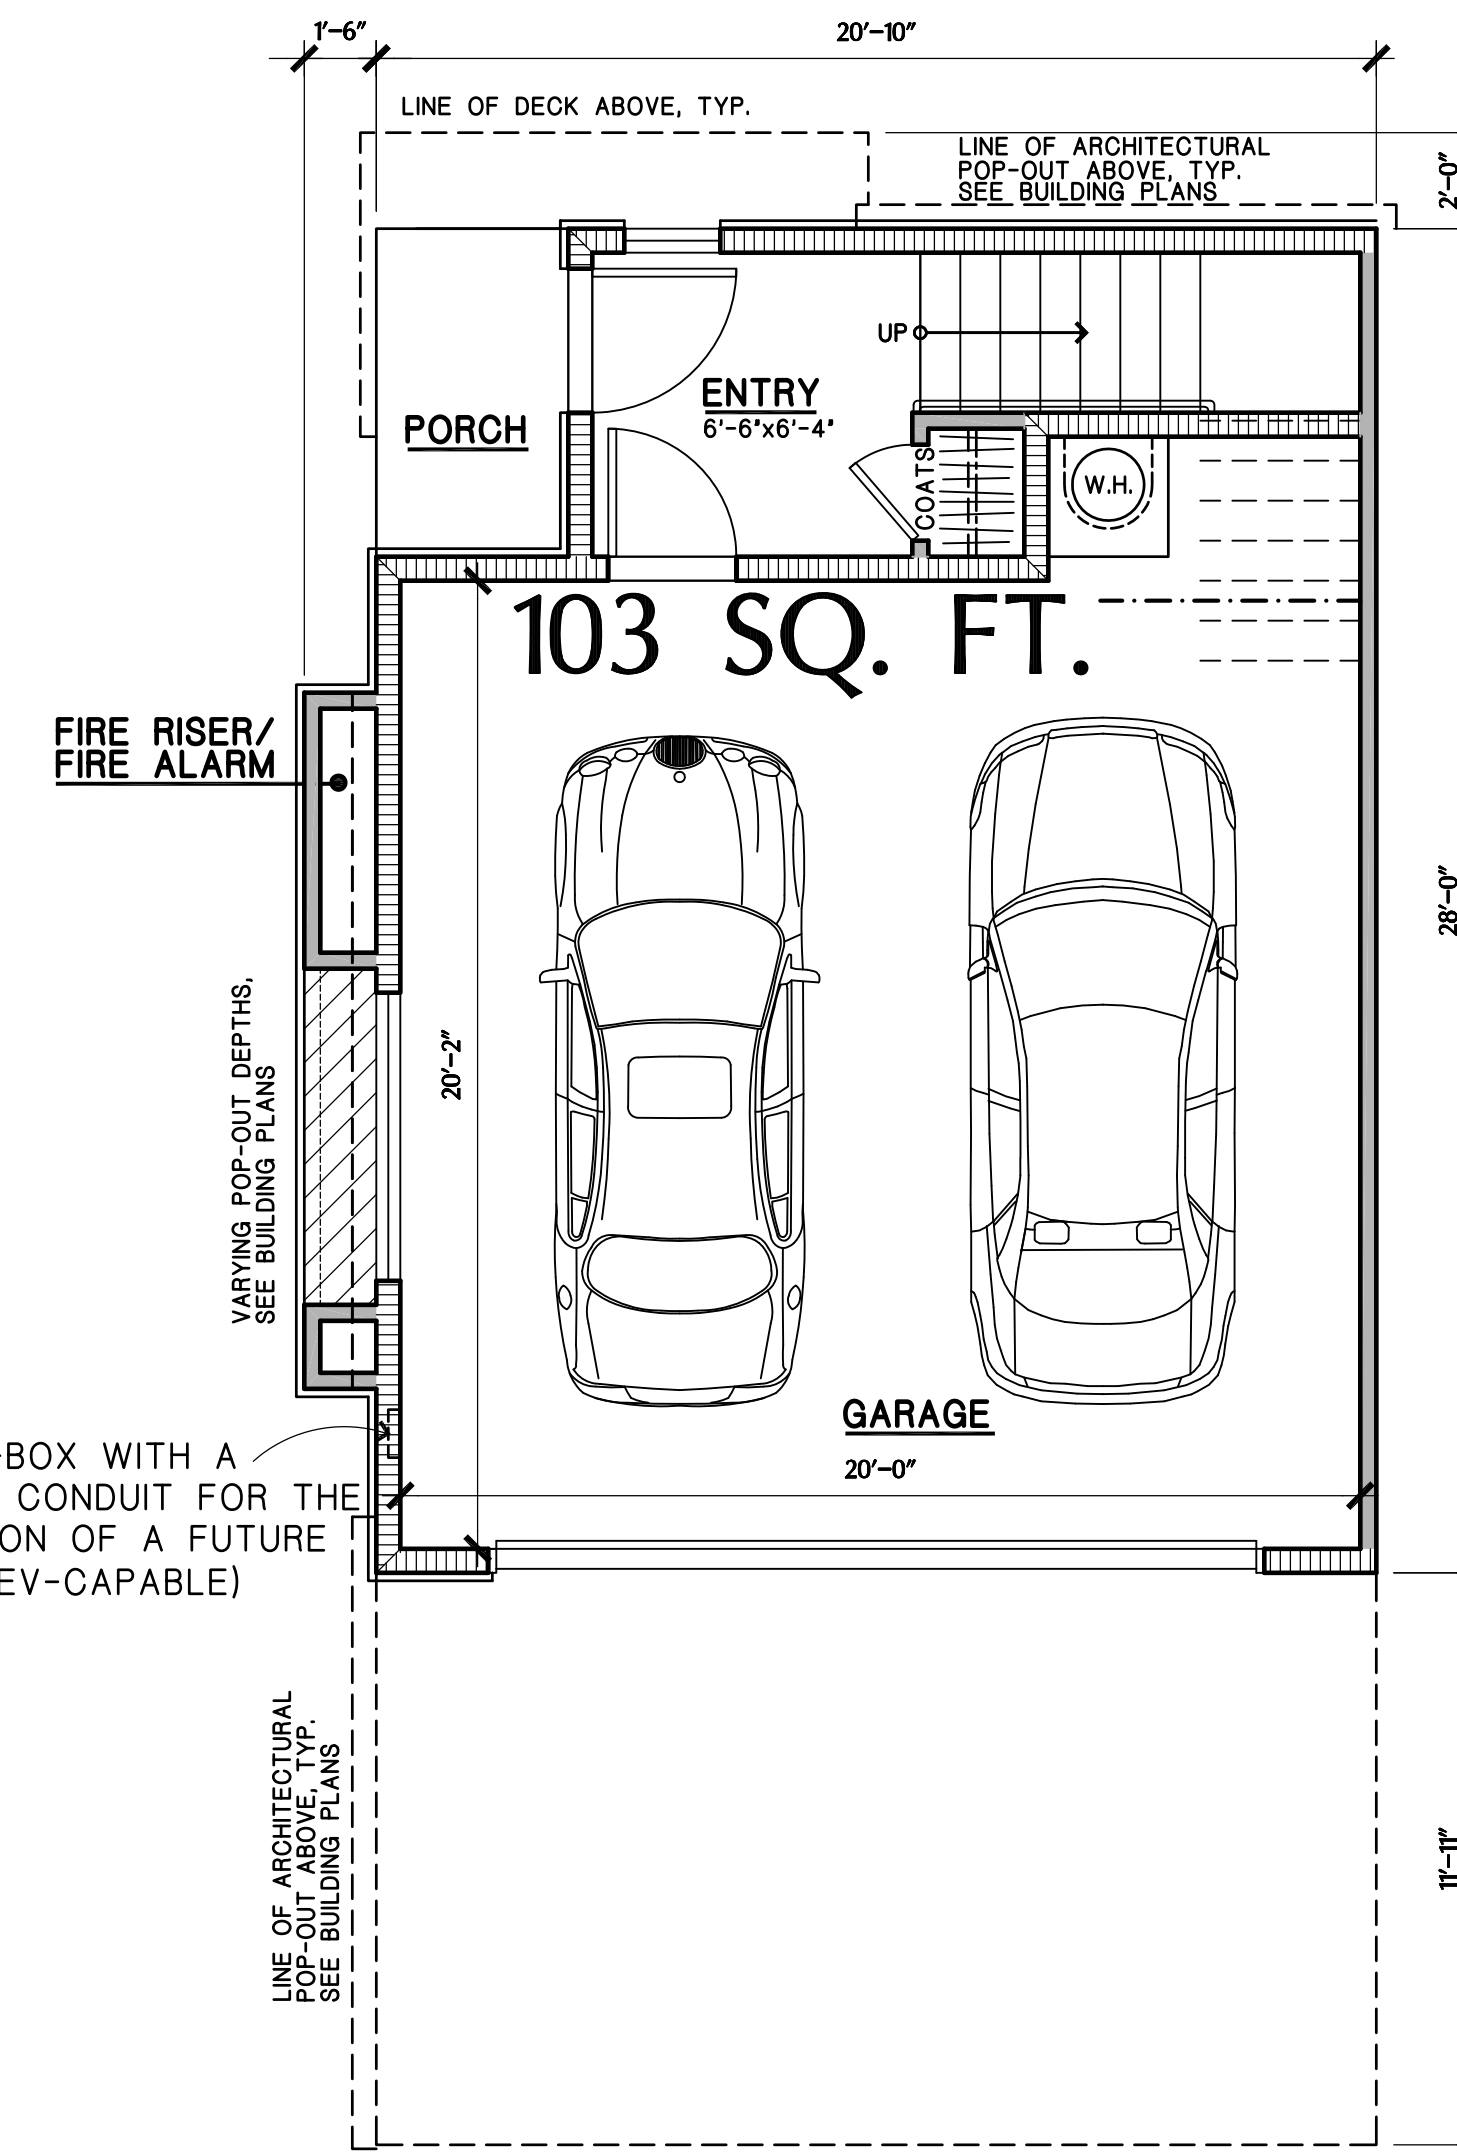 1'-6"
20'-10"
LINE OF DECK ABOVE, TYP.
LINE OF ARCHITECTURAL
POP-OUT ABOVE, TYP.
SEE BUILDING PLANS
2'-0"
UP
ENTRY
6'-6"x6'-4"
PORCH
COATS
W.H.
103 SQ. FT.
FIRE RISER/
FIRE ALARM
28'-0"
VARYING POP-OUT DEPTHS,
SEE BUILDING PLANS
20'-2"
GARAGE
20'-0"
-BOX WITH A
CONDUIT FOR THE
ON OF A FUTURE
EV-CAPABLE)
LINE OF ARCHITECTURAL
POP-OUT ABOVE, TYP.
SEE BUILDING PLANS
11'-11"